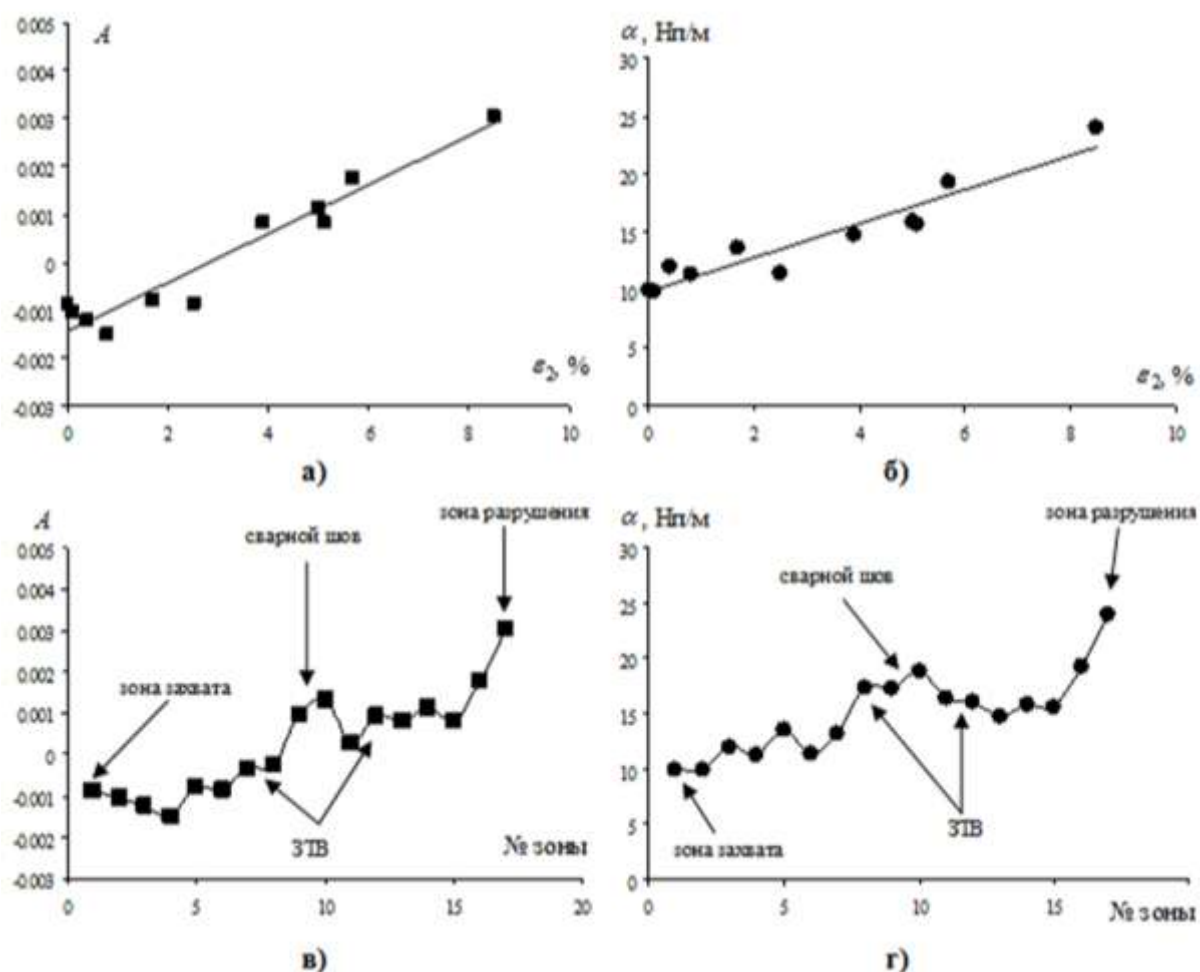 A
0.005
0.004
0.003
0.002
0.001
0
-0.001
-0.002
-0.003
0 2 4 6 8 10
ε2, %
а)
α, Нп/м
30
25
20
15
10
5
0
0 2 4 6 8 10
ε2, %
б)
A
0.005
0.004
0.003
0.002
0.001
0
-0.001
-0.002
-0.003
0 5 10 15 20
№ зоны
зона захвата
сварной шов
зона разрушения
ЗТВ
в)
α, Нп/м
30
25
20
15
10
5
0
0 5 10 15
№ зоны
зона захвата
сварной шов
зона разрушения
ЗТВ
г)